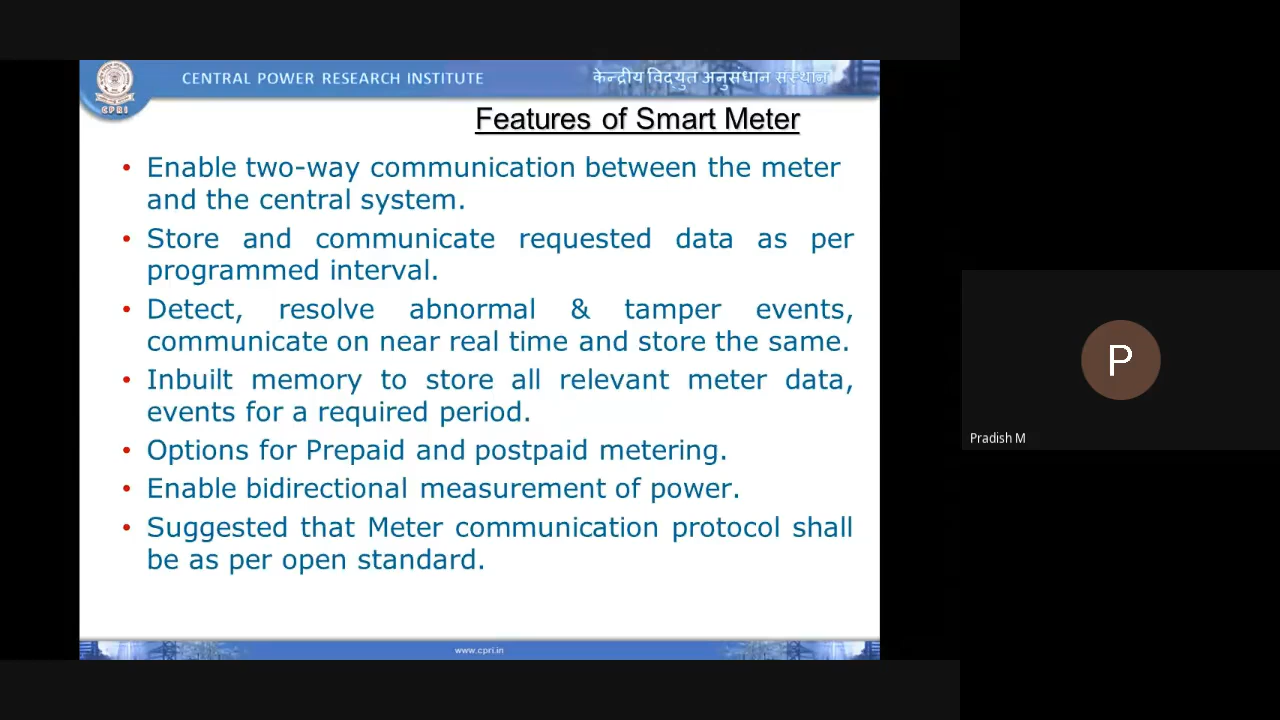 CENTRAL POWER RESEARCH INSTITUTE
केन्द्रीय विद्युत अनुसंधान संस्थान
CPRI
Features of Smart Meter
• Enable two-way communication between the meter
and the central system.
• Store and communicate requested data as per
programmed interval.
• Detect, resolve abnormal & tamper events,
communicate on near real time and store the same.
• Inbuilt memory to store all relevant meter data,
events for a required period.
• Options for Prepaid and postpaid metering.
• Enable bidirectional measurement of power.
• Suggested that Meter communication protocol shall
be as per open standard.
www.cpri.in
P
Pradish M